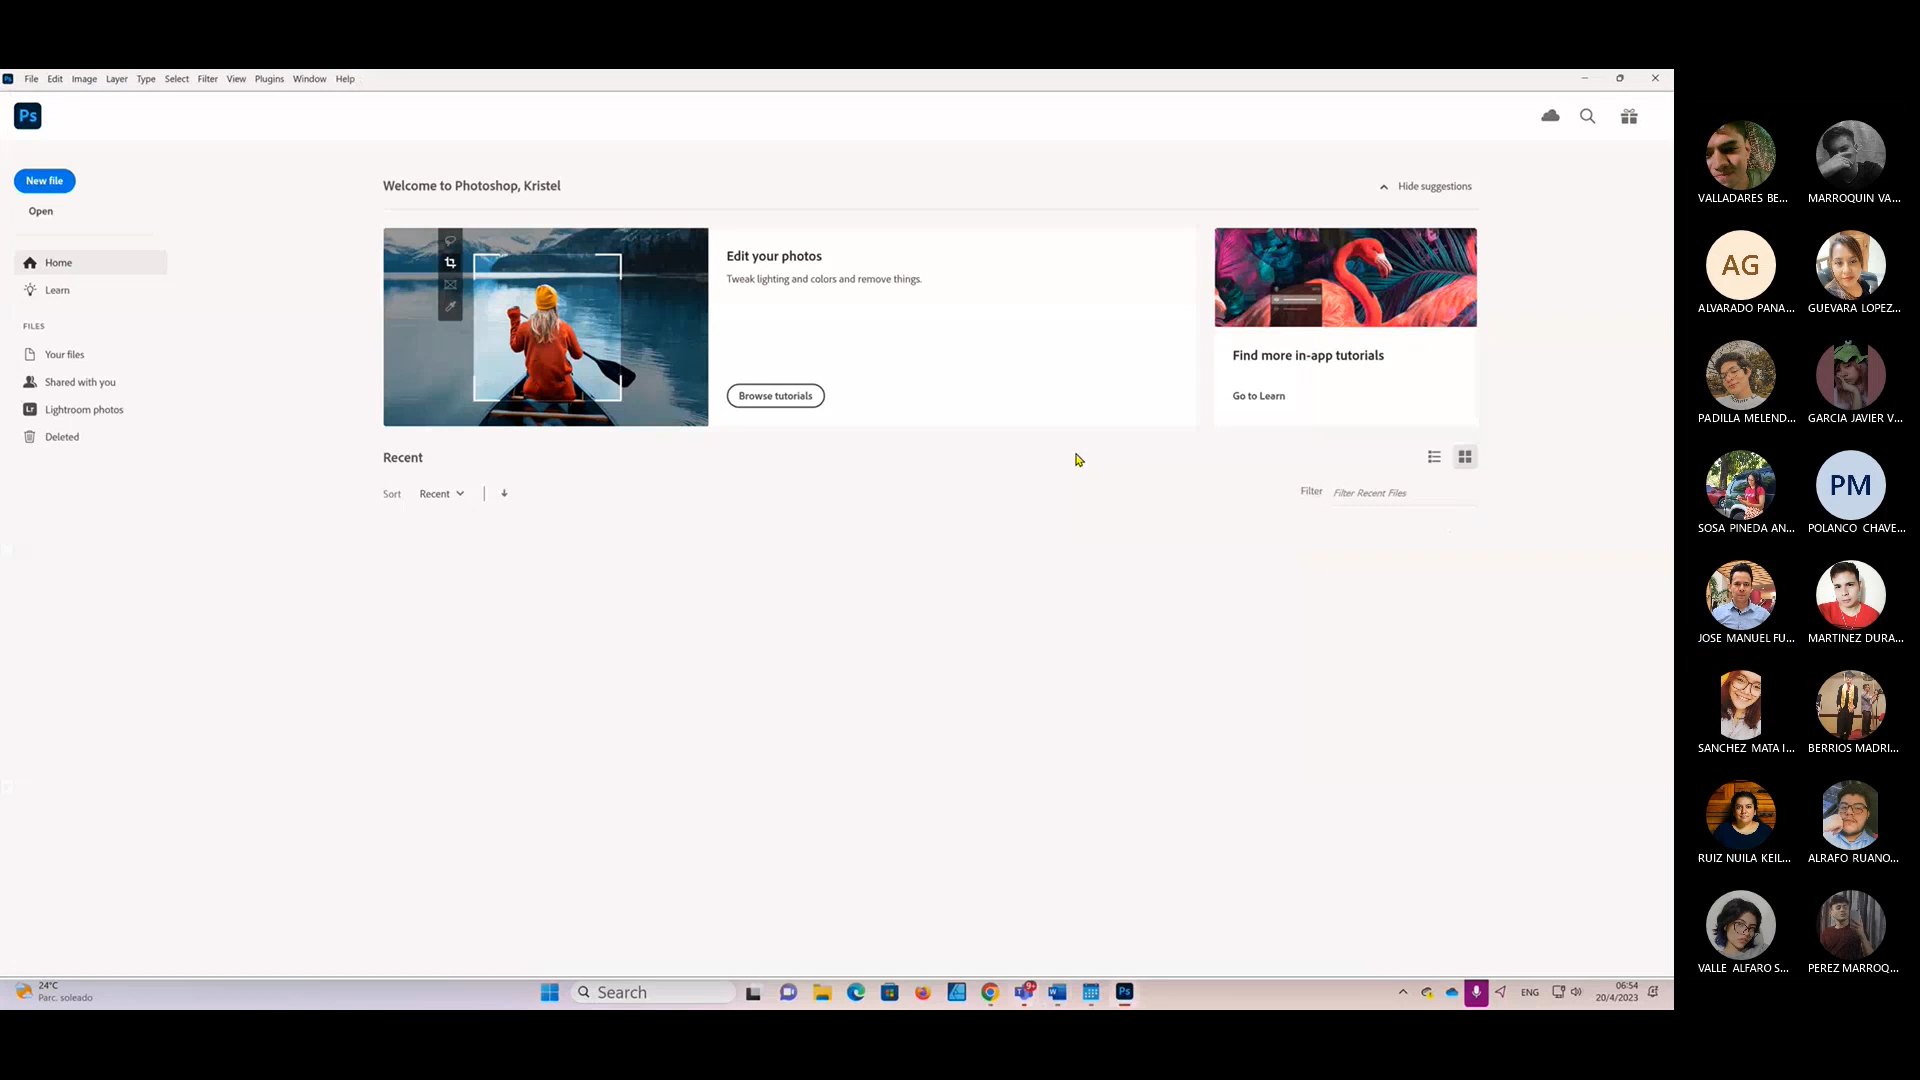 File Edit Image Layer Type Select Filter View Plugins Window Help
Ps
New file
Open
Home
Learn
FILES
Your files
Shared with you
Lr Lightroom photos
Deleted
Welcome to Photoshop, Kristel
Hide suggestions
Edit your photos
Tweak lighting and colors and remove things.
Browse tutorials
Find more in-app tutorials
Go to Learn
Recent
Sort Recent
Filter Filter Recent Files
VALLADARES BE... MARROQUIN VA...
AG
ALVARADO PANA... GUEVARA LOPEZ...
PADILLA MELEND... GARCIA JAVIER V...
PM
SOSA PINEDA AN... POLANCO CHAVE...
JOSE MANUEL FU... MARTINEZ DURA...
SANCHEZ MATA I... BERRIOS MADRI...
RUIZ NUILA KEIL... ALRAFO RUANO...
VALLE ALFARO S... PEREZ MARROQ...
24°C
Parc. soleado
Search
9+
Ps
ENG
06:54
20/4/2023